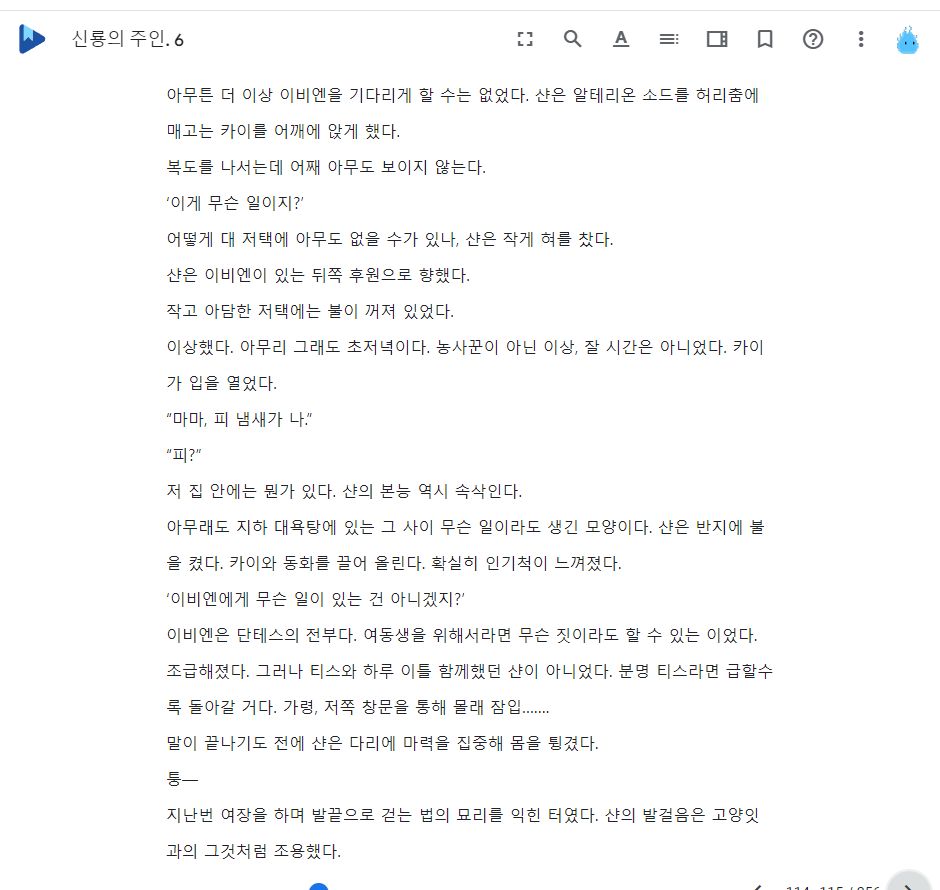 신룡의 주인. 6
아무튼 더 이상 이비엔을 기다리게 할 수는 없었다. 샨은 알테리온 소드를 허리춤에
매고는 카이를 어깨에 앉게 했다.
복도를 나서는데 어째 아무도 보이지 않는다.
‘이게 무슨 일이지?’
어떻게 대 저택에 아무도 없을 수가 있나, 샨은 작게 혀를 찼다.
샨은 이비엔이 있는 뒤쪽 후원으로 향했다.
작고 아담한 저택에는 불이 꺼져 있었다.
이상했다. 아무리 그래도 초저녁이다. 농사꾼이 아닌 이상, 잘 시간은 아니었다. 카이
가 입을 열었다.
“마마, 피 냄새가 나.”
“피?”
저 집 안에는 뭔가 있다. 샨의 본능 역시 속삭인다.
아무래도 지하 대욕탕에 있는 그 사이 무슨 일이라도 생긴 모양이다. 샨은 반지에 불
을 켰다. 카이와 동화를 끌어 올린다. 확실히 인기척이 느껴졌다.
‘이비엔에게 무슨 일이 있는 건 아니겠지?’
이비엔은 단테스의 전부다. 여동생을 위해서라면 무슨 짓이라도 할 수 있는 이었다.
조급해졌다. 그러나 티스와 하루 이틀 함께했던 샨이 아니었다. 분명 티스라면 급할수
록 돌아갈 거다. 가령, 저쪽 창문을 통해 몰래 잠입…….
말이 끝나기도 전에 샨은 다리에 마력을 집중해 몸을 튕겼다.
퉁―
지난번 여장을 하며 발끝으로 걷는 법의 묘리를 익힌 터였다. 샨의 발걸음은 고양잇
과의 그것처럼 조용했다.